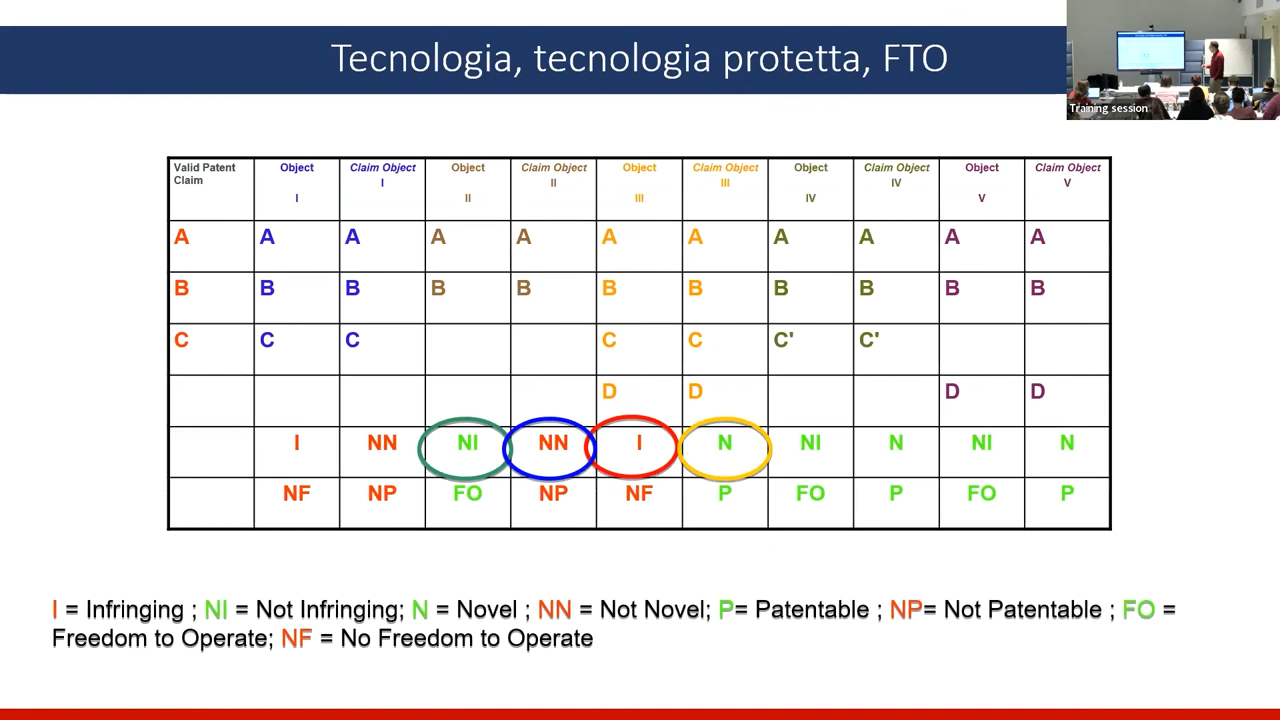 Tecnologia, tecnologia protetta, FTO
Training session
Valid Patent Claim Object I Claim Object I Object II Claim Object II Object III Claim Object III Object IV Claim Object IV Object V Claim Object V
A A A A A A A A A A A
B B B B B B B B B B B
C C C C C C' C'
D D D D
I NN NI NN I N NI N NI N
NF NP FO NP NF P FO P FO P
I = Infringing ; NI = Not Infringing; N = Novel ; NN = Not Novel; P= Patentable ; NP= Not Patentable ; FO =
Freedom to Operate; NF = No Freedom to Operate